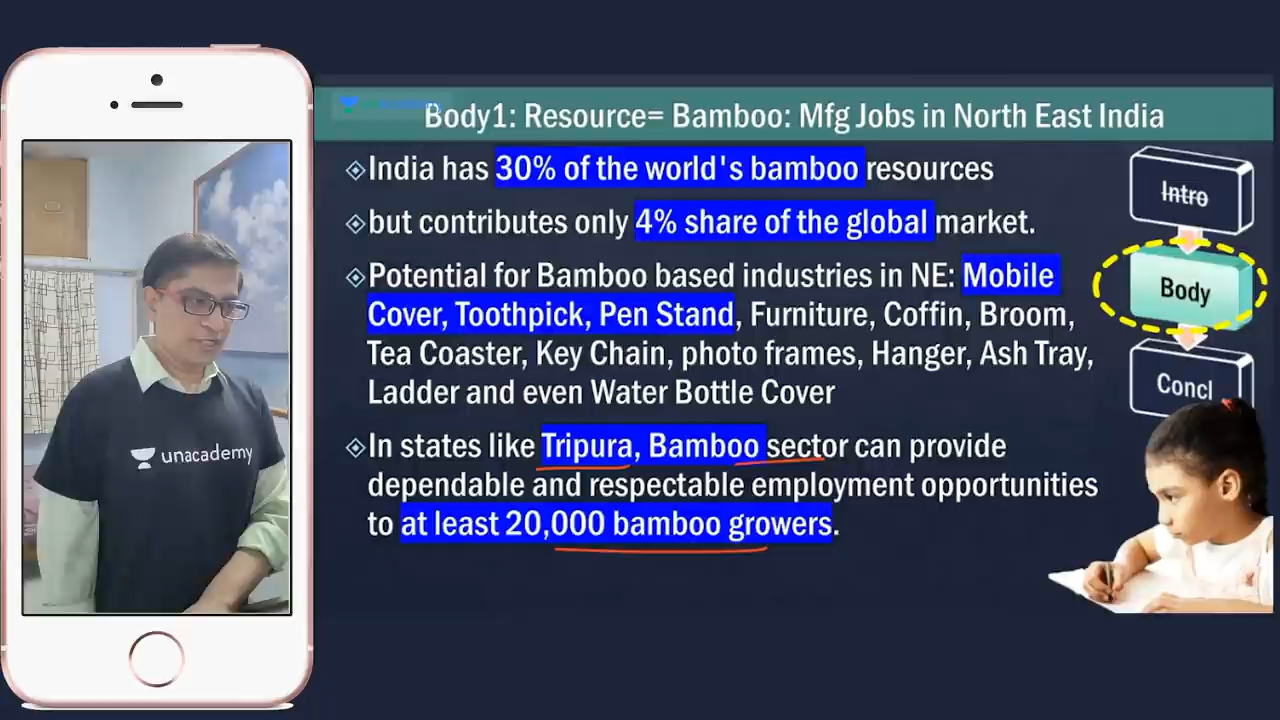 Body1: Resource= Bamboo: Mfg Jobs in North East India
India has 30% of the world's bamboo resources
but contributes only 4% share of the global market.
Potential for Bamboo based industries in NE: Mobile
Cover, Toothpick, Pen Stand, Furniture, Coffin, Broom,
Tea Coaster, Key Chain, photo frames, Hanger, Ash Tray,
Ladder and even Water Bottle Cover
In states like Tripura, Bamboo sector can provide
dependable and respectable employment opportunities
to at least 20,000 bamboo growers.
Intro
Body
Concl
unacademy